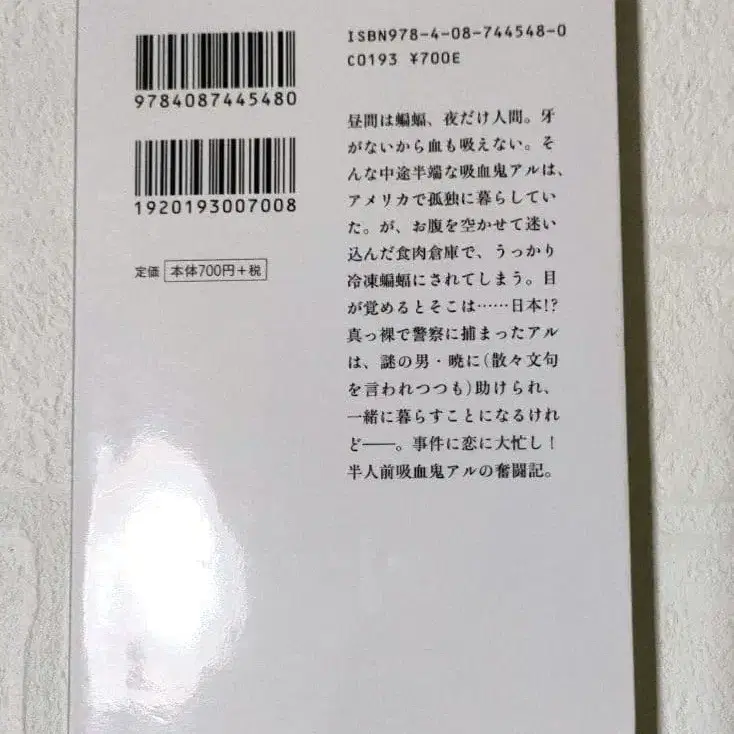 9784087445480
1920193007008
定価 本体700円+税
ISBN978-4-08-744548-0
C0193 ¥700E
昼間は蝙蝠、夜だけ人間。牙
がないから血も吸えない。そ
んな中途半端な吸血鬼アルは、
アメリカで孤独に暮らしてい
た。が、お腹を空かせて迷い
込んだ食肉倉庫で、うっかり
冷凍蝙蝠にされてしまう。目
が覚めるとそこは……日本!?
真っ裸で警察に捕まったアル
は、謎の男・暁に(散々文句
を言われつつも)助けられ、
一緒に暮らすことになるけれ
ど――。事件に恋に大忙し!
半人前吸血鬼アルの奮闘記。